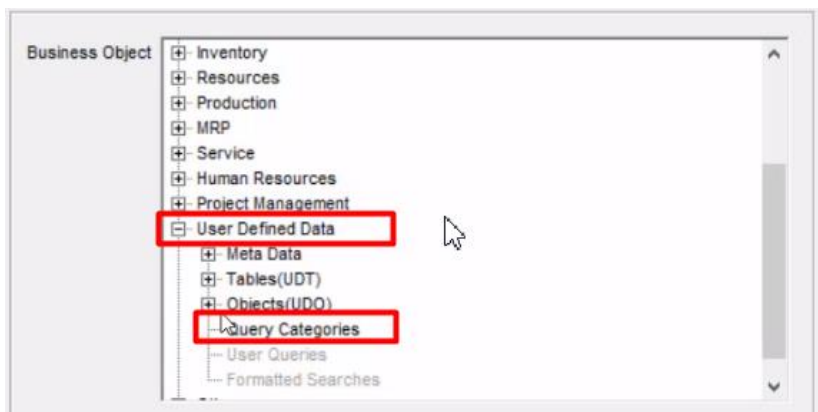 Business Object
Inventory
Resources
Production
MRP
Service
Human Resources
Project Management
User Defined Data
Meta Data
Tables(UDT)
Objects(UDO)
Query Categories
User Queries
Formatted Searches